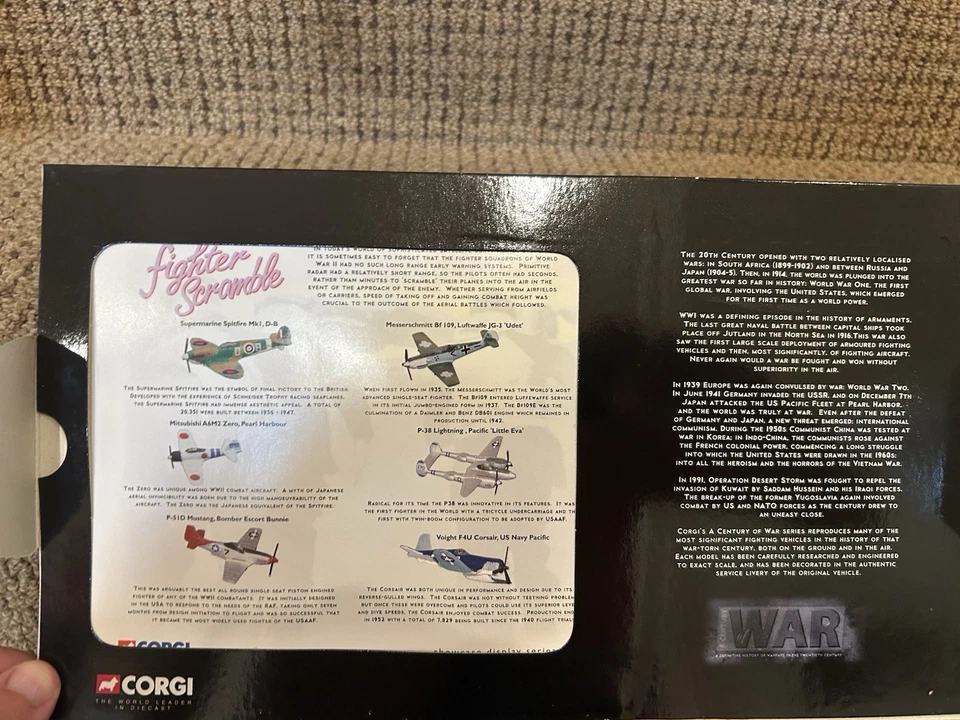 fighter
Scramble
IN TODAY'S WORLD OF
IT IS SOMETIMES EASY TO FORGET THAT THE FIGHTER SQUADRONS OF WORLD
WAR II HAD NO SUCH LONG RANGE EARLY WARNING SYSTEMS. PRIMITIVE
RADAR HAD A RELATIVELY SHORT RANGE, SO THE PILOTS OFTEN HAD SECONDS,
RATHER THAN MINUTES TO 'SCRAMBLE' THEIR PLANES INTO THE AIR IN THE
EVENT OF THE APPROACH OF THE ENEMY. WHETHER SERVING FROM AIRFIELDS
OR CARRIERS, SPEED OF TAKING OFF AND GAINING COMBAT HEIGHT WAS
CRUCIAL TO THE OUTCOME OF THE AERIAL BATTLES WHICH FOLLOWED.
Supermarine Spitfire MkI, D-B
THE SUPERMARINE SPITFIRE WAS THE SYMBOL OF FINAL VICTORY TO THE BRITISH.
DEVELOPED WITH THE EXPERIENCE OF SCHNEIDER TROPHY RACING SEAPLANES,
THE SUPERMARINE SPITFIRE HAD IMMENSE AESTHETIC APPEAL. A TOTAL OF
20,351 WERE BUILT BETWEEN 1936 - 1947.
Messerschmitt Bf 109, Luftwaffe JG-3 'Udet'
WHEN FIRST FLOWN IN 1935, THE MESSERSCHMITT WAS THE WORLD'S MOST
ADVANCED SINGLE-SEAT FIGHTER. THE BF109 ENTERED LUFTWAFFE SERVICE
IN ITS INITIAL JUMO-ENGINED FORM IN 1937. THE BF109E WAS THE
CULMINATION OF A DAIMLER AND BENZ DB601 ENGINE WHICH REMAINED IN
PRODUCTION UNTIL 1942.
Mitsubishi A6M2 Zero, Pearl Harbour
THE ZERO WAS UNIQUE AMONG WWII COMBAT AIRCRAFT. A MYTH OF JAPANESE
AERIAL INVINCIBILITY WAS BORN DUE TO THE HIGH MANOEUVRABILITY OF THE
AIRCRAFT. THE ZERO WAS THE JAPANESE EQUIVALENT OF THE SPITFIRE.
P-38 Lightning , Pacific 'Little Eva'
RADICAL FOR ITS TIME THE P38 WAS INNOVATIVE IN ITS FEATURES. IT WA
THE FIRST FIGHTER IN THE WORLD WITH A TRICYCLE UNDERCARRIAGE AND TH
FIRST WITH TWIN-BOOM CONFIGURATION TO BE ADOPTED BY USAAF.
P-51D Mustang, Bomber Escort Bunnie
THIS WAS ARGUABLY THE BEST ALL ROUND SINGLE SEAT PISTON ENGINED
FIGHTER OF ANY OF THE WWII COMBATANTS. IT WAS INITIALLY DESIGNED
IN THE USA TO RESPOND TO THE NEEDS OF THE RAF, TAKING ONLY SEVEN
MONTHS FROM DESIGN INITIATION TO FLIGHT AND WAS SO SUCCESSFUL THAT
IT BECAME THE MOST WIDELY USED FIGHTER OF THE USAAF.
Voight F4U Corsair, US Navy Pacific
THE CORSAIR WAS BOTH UNIQUE IN PERFORMANCE AND DESIGN DUE TO ITS
REVERSE-GULLED WINGS. THE CORSAIR WAS NOT WITHOUT TEETHING PROBLEM
BUT ONCE THESE WERE OVERCOME AND PILOTS COULD USE ITS SUPERIOR LEVE
AND DIVE SPEEDS, THE CORSAIR ENJOYED COMBAT SUCCESS. PRODUCTION END
IN 1952 WITH A TOTAL OF 7,829 BEING BUILT SINCE THE 1940 FLIGHT TRIAL
CORGI
showcase display series
CORGI
THE WORLD LEADER
IN DIECAST
THE 20TH CENTURY OPENED WITH TWO RELATIVELY LOCALISED
WARS: IN SOUTH AFRICA (1899-1902) AND BETWEEN RUSSIA AND
JAPAN (1904-5). THEN, IN 1914, THE WORLD WAS PLUNGED INTO THE
GREATEST WAR SO FAR IN HISTORY: WORLD WAR ONE, THE FIRST
GLOBAL WAR, INVOLVING THE UNITED STATES, WHICH EMERGED
FOR THE FIRST TIME AS A WORLD POWER.
WWI WAS A DEFINING EPISODE IN THE HISTORY OF ARMAMENTS.
THE LAST GREAT NAVAL BATTLE BETWEEN CAPITAL SHIPS TOOK
PLACE OFF JUTLAND IN THE NORTH SEA IN 1916. THIS WAR ALSO
SAW THE FIRST LARGE SCALE DEPLOYMENT OF ARMOURED FIGHTING
VEHICLES AND THEN, MOST SIGNIFICANTLY, OF FIGHTING AIRCRAFT.
NEVER AGAIN WOULD A WAR BE FOUGHT AND WON WITHOUT
SUPERIORITY IN THE AIR.
IN 1939 EUROPE WAS AGAIN CONVULSED BY WAR: WORLD WAR TWO.
IN JUNE 1941 GERMANY INVADED THE USSR, AND ON DECEMBER 7TH
JAPAN ATTACKED THE US PACIFIC FLEET AT PEARL HARBOR,
AND THE WORLD WAS TRULY AT WAR. EVEN AFTER THE DEFEAT
OF GERMANY AND JAPAN, A NEW THREAT EMERGED: INTERNATIONAL
COMMUNISM. DURING THE 1950S COMMUNIST CHINA WAS TESTED AT
WAR IN KOREA; IN INDO-CHINA, THE COMMUNISTS ROSE AGAINST
THE FRENCH COLONIAL POWER, COMMENCING A LONG STRUGGLE
INTO WHICH THE UNITED STATES WERE DRAWN IN THE 1960S:
INTO ALL THE HEROISM AND THE HORRORS OF THE VIETNAM WAR.
IN 1991, OPERATION DESERT STORM WAS FOUGHT TO REPEL THE
INVASION OF KUWAIT BY SADDAM HUSSEIN AND HIS IRAQI FORCES.
THE BREAK-UP OF THE FORMER YUGOSLAVIA AGAIN INVOLVED
COMBAT BY US AND NATO FORCES AS THE CENTURY DREW TO
AN UNEASY CLOSE.
CORGI'S A CENTURY OF WAR SERIES REPRODUCES MANY OF THE
MOST SIGNIFICANT FIGHTING VEHICLES IN THE HISTORY OF THAT
WAR-TORN CENTURY, BOTH ON THE GROUND AND IN THE AIR.
EACH MODEL HAS BEEN CAREFULLY RESEARCHED AND ENGINEERED
TO EXACT SCALE, AND HAS BEEN DECORATED IN THE AUTHENTIC
SERVICE LIVERY OF THE ORIGINAL VEHICLE.
WAR
A DEFINITIVE HISTORY OF WARFARE IN THE TWENTIETH CENTURY